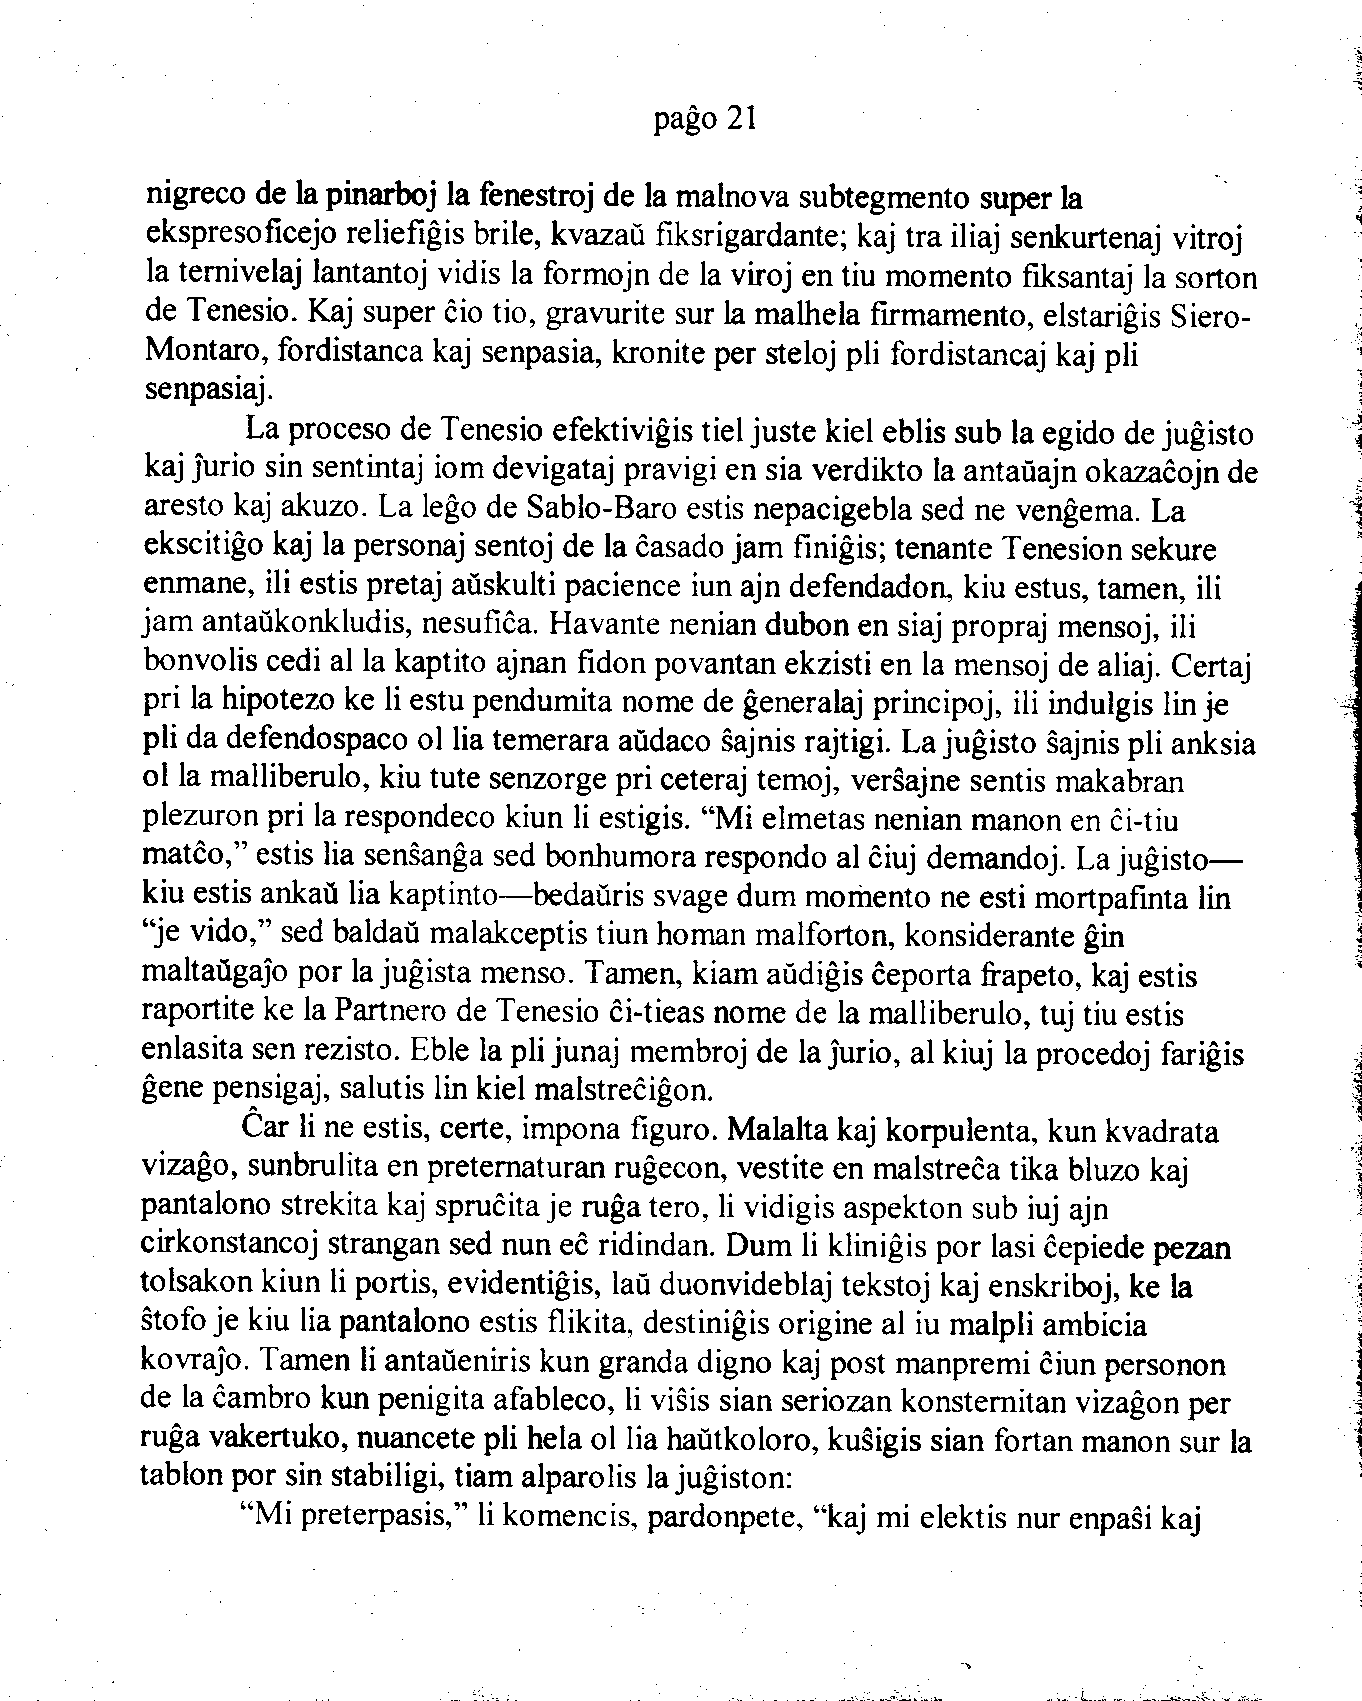 paĝo 21
nigreco de la pinarboj la fenestroj de la malnova subtegmento super la
ekspresoficejo reliefiĝis brile, kvazaŭ fiksrigardante; kaj tra iliaj senkurtenaj vitroj
la ternivelaj lantantoj vidis la formojn de la viroj en tiu momento fiksantaj la sorton
de Tenesio. Kaj super ĉio tio, gravurite sur la malhela firmamento, elstariĝis Siero-
Montaro, fordistanca kaj senpasia, kronite per steloj pli fordistancaj kaj pli
senpasiaj.
La proceso de Tenesio efektiviĝis tiel juste kiel eblis sub la egido de juĝisto
kaj ĵurio sin sentintaj iom devigataj pravigi en sia verdikto la antaŭajn okazaĉojn de
aresto kaj akuzo. La leĝo de Sablo-Baro estis nepacigebla sed ne venĝema. La
ekscitiĝo kaj la personaj sentoj de la ĉasado jam finiĝis; tenante Tenesion sekure
enmane, ili estis pretaj aŭskulti pacience iun ajn defendadon, kiu estus, tamen, ili
jam antaŭkonkludis, nesufiĉa. Havante nenian dubon en siaj propraj mensoj, ili
bonvolis cedi al la kaptito ajnan fidon povantan ekzisti en la mensoj de aliaj. Certaj
pri la hipotezo ke li estu pendumita nome de ĝeneralaj principoj, ili indulgis lin je
pli da defendospaco ol lia temerara aŭdaco ŝajnis rajtigi. La juĝisto ŝajnis pli anksia
ol la malliberulo, kiu tute senzorge pri ceteraj temoj, verŝajne sentis makabran
plezuron pri la respondeco kiun li estigis. “Mi elmetas nenian manon en ĉi-tiu
matĉo,” estis lia senŝanĝa sed bonhumora respondo al ĉiuj demandoj. La juĝisto—
kiu estis ankaŭ lia kaptinto—bedaŭris svage dum momento ne esti mortpafinta lin
“je vido,” sed baldaŭ malakceptis tiun homan malforton, konsiderante ĝin
maltaŭgaĵo por la juĝista menso. Tamen, kiam aŭdiĝis ĉeporta frapeto, kaj estis
raportite ke la Partnero de Tenesio ĉi-tieas nome de la malliberulo, tuj tiu estis
enlasita sen rezisto. Eble la pli junaj membroj de la ĵurio, al kiuj la procedoj fariĝis
ĝene pensigaj, salutis lin kiel malstreĉiĝon.
Ĉar li ne estis, certe, impona figuro. Malalta kaj korpulenta, kun kvadrata
vizaĝo, sunbrulita en preternaturan ruĝecon, vestite en malstreĉa tika bluzo kaj
pantalono strekita kaj spruĉita je ruĝa tero, li vidigis aspekton sub iuj ajn
cirkonstancoj strangan sed nun eĉ ridindan. Dum li kliniĝis por lasi ĉepiede pezan
tolsakon kiun li portis, evidentiĝis, laŭ duonvideblaj tekstoj kaj enskriboj, ke la
ŝtofo je kiu lia pantalono estis flikita, destiniĝis origine al iu malpli ambicia
kovraĵo. Tamen li antaŭeniris kun granda digno kaj post manpremi ĉiun personon
de la ĉambro kun penigita afableco, li viŝis sian seriozan konsternitan vizaĝon per
ruĝa vakertuko, nuancete pli hela ol lia haŭtkoloro, kuŝigis sian fortan manon sur la
tablon por sin stabiligi, tiam alparolis la juĝiston:
“Mi preterpasis,” li komencis, pardonpete, “kaj mi elektis nur enpaŝi kaj